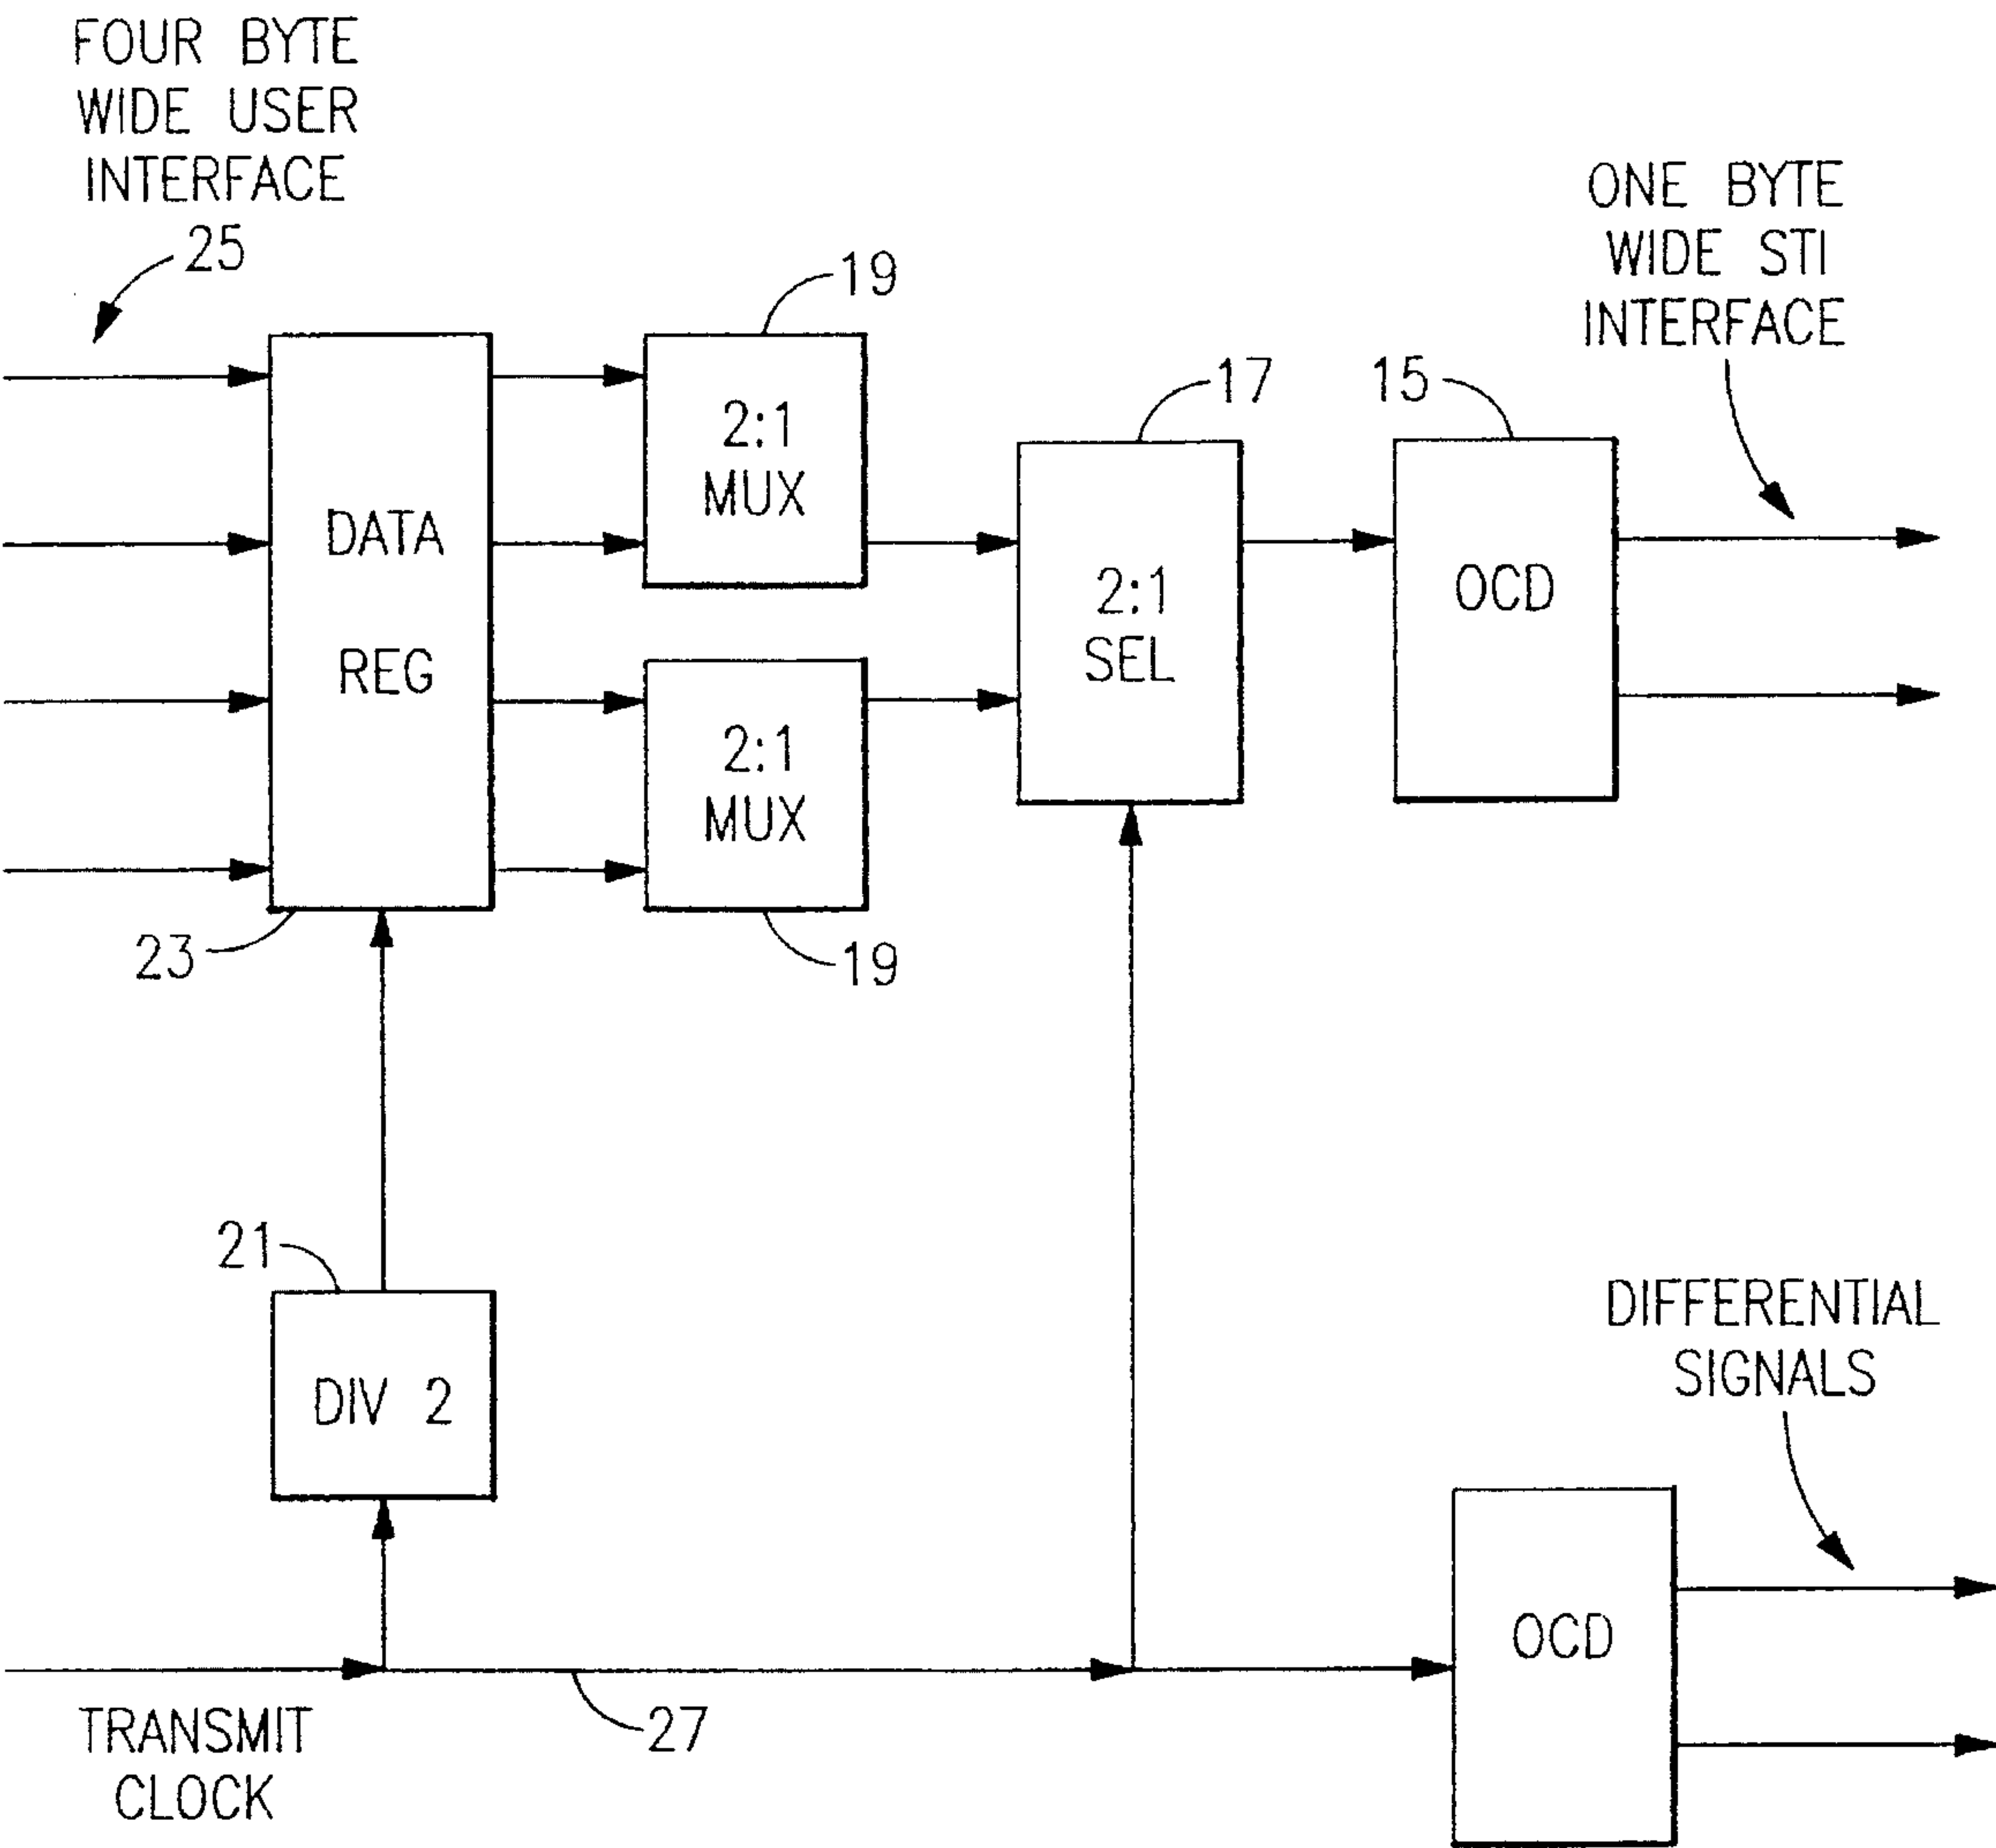 FOUR BYTE
WIDE USER
INTERFACE
25
ONE BYTE
WIDE STI
INTERFACE
19
17
15
2:1
MUX
DATA
REG
2:1
SEL
OCD
2:1
MUX
23
19
21
DIV 2
DIFFERENTIAL
SIGNALS
OCD
27
TRANSMIT
CLOCK